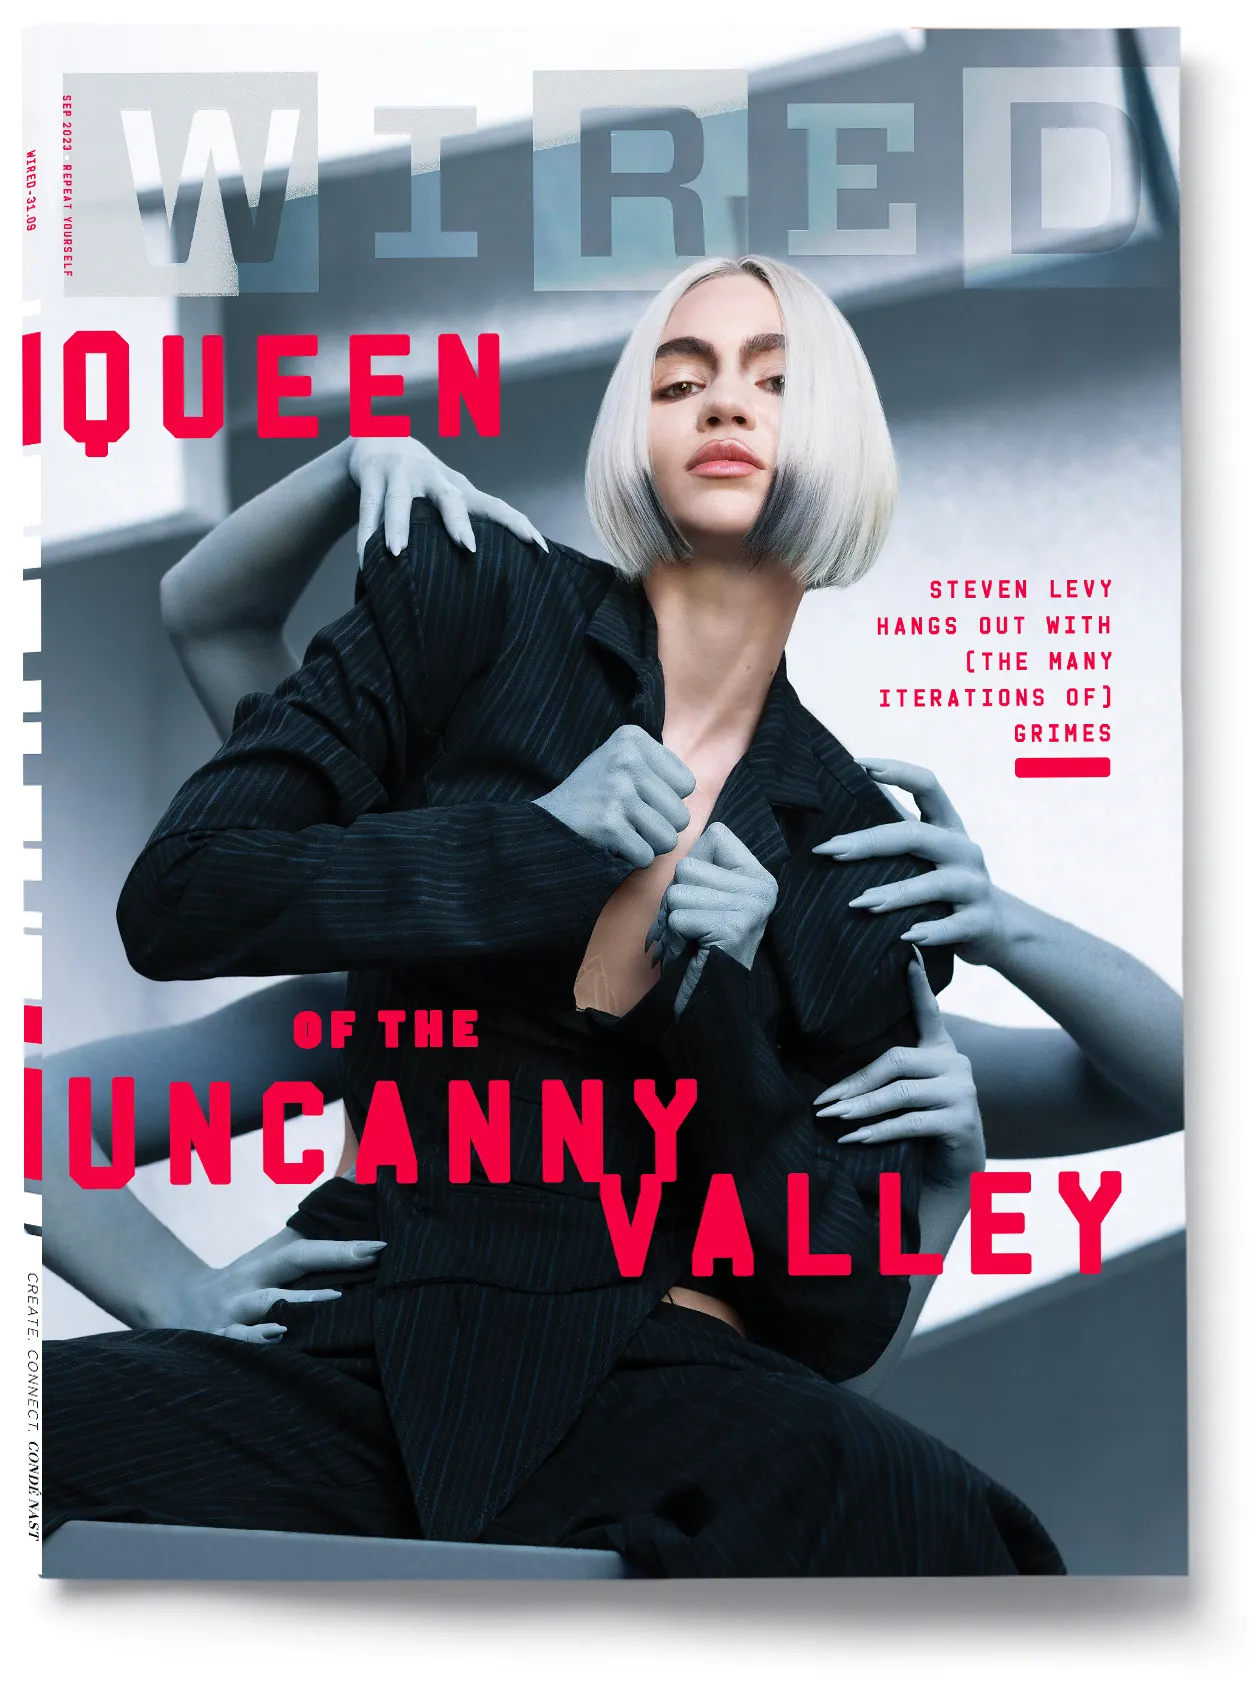 WIRED
SEP 2023 - REPEAT YOURSELF
WIRED-31.09
QUEEN
STEVEN LEVY
HANGS OUT WITH
(THE MANY
ITERATIONS OF)
GRIMES
OF THE
UNCANNY
VALLEY
CREATE. CONNECT. CONDÉ NAST